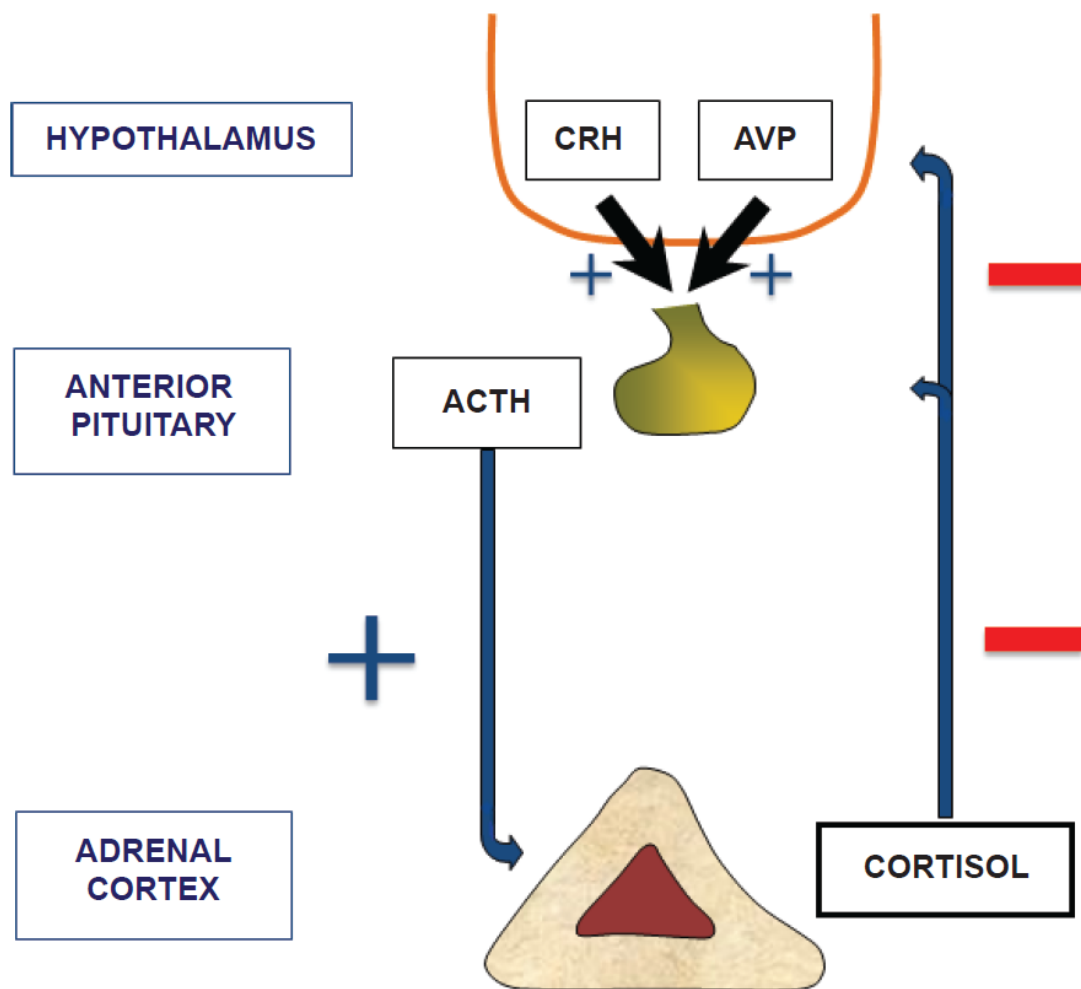 HYPOTHALAMUS
CRH
AVP
ANTERIOR
PITUITARY
ACTH
ADRENAL
CORTEX
CORTISOL